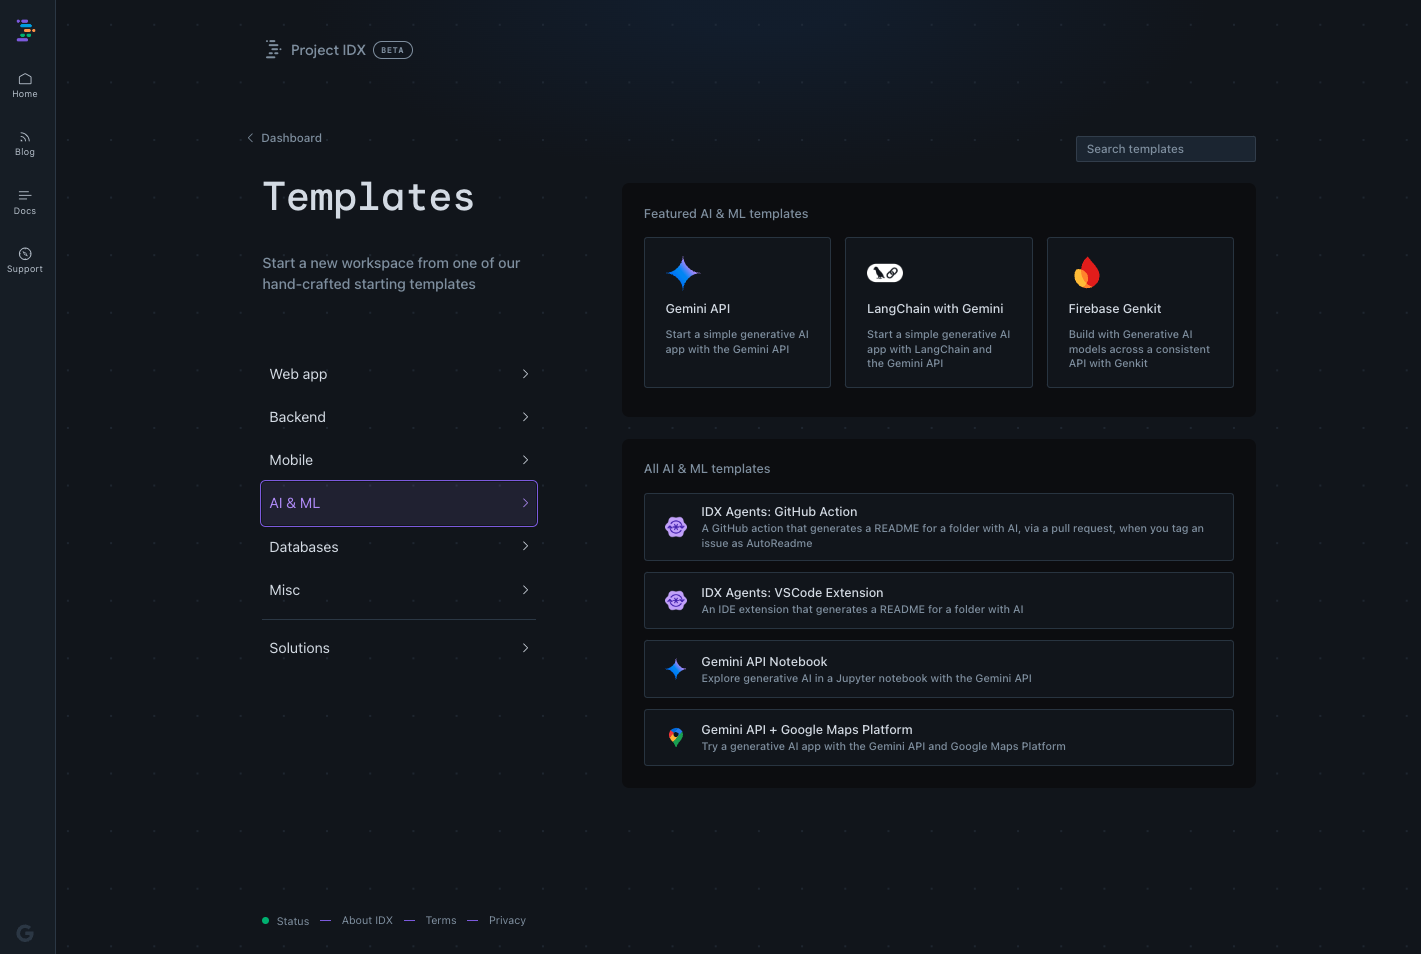 Home
Blog
Docs
Support
Project IDX BETA
Dashboard
Templates
Start a new workspace from one of our
hand-crafted starting templates
Web app
Backend
Mobile
AI & ML
Databases
Misc
Solutions
Search templates
Featured AI & ML templates
Gemini API
Start a simple generative AI
app with the Gemini API
LangChain with Gemini
Start a simple generative AI
app with LangChain and
the Gemini API
Firebase Genkit
Build with Generative AI
models across a consistent
API with Genkit
All AI & ML templates
IDX Agents: GitHub Action
A GitHub action that generates a README for a folder with AI, via a pull request, when you tag an
issue as AutoReadme
IDX Agents: VSCode Extension
An IDE extension that generates a README for a folder with AI
Gemini API Notebook
Explore generative AI in a Jupyter notebook with the Gemini API
Gemini API + Google Maps Platform
Try a generative AI app with the Gemini API and Google Maps Platform
Status — About IDX — Terms — Privacy
G